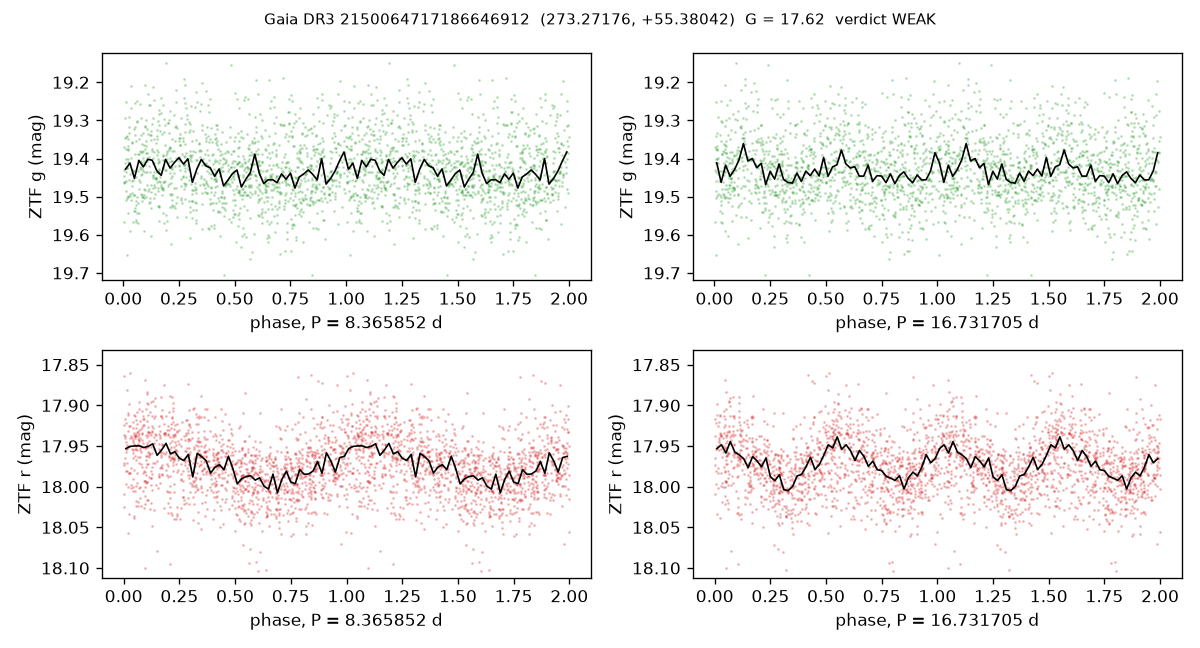 Gaia DR3 2150064717186646912  (273.27176, +55.38042)  G = 17.62  verdict WEAK
ZTF g (mag)
19.2
19.3
19.4
19.5
19.6
19.7
0.00 0.25 0.50 0.75 1.00 1.25 1.50 1.75 2.00
phase, P = 8.365852 d
ZTF g (mag)
19.2
19.3
19.4
19.5
19.6
19.7
0.00 0.25 0.50 0.75 1.00 1.25 1.50 1.75 2.00
phase, P = 16.731705 d
ZTF r (mag)
17.85
17.90
17.95
18.00
18.05
18.10
0.00 0.25 0.50 0.75 1.00 1.25 1.50 1.75 2.00
phase, P = 8.365852 d
ZTF r (mag)
17.85
17.90
17.95
18.00
18.05
18.10
0.00 0.25 0.50 0.75 1.00 1.25 1.50 1.75 2.00
phase, P = 16.731705 d